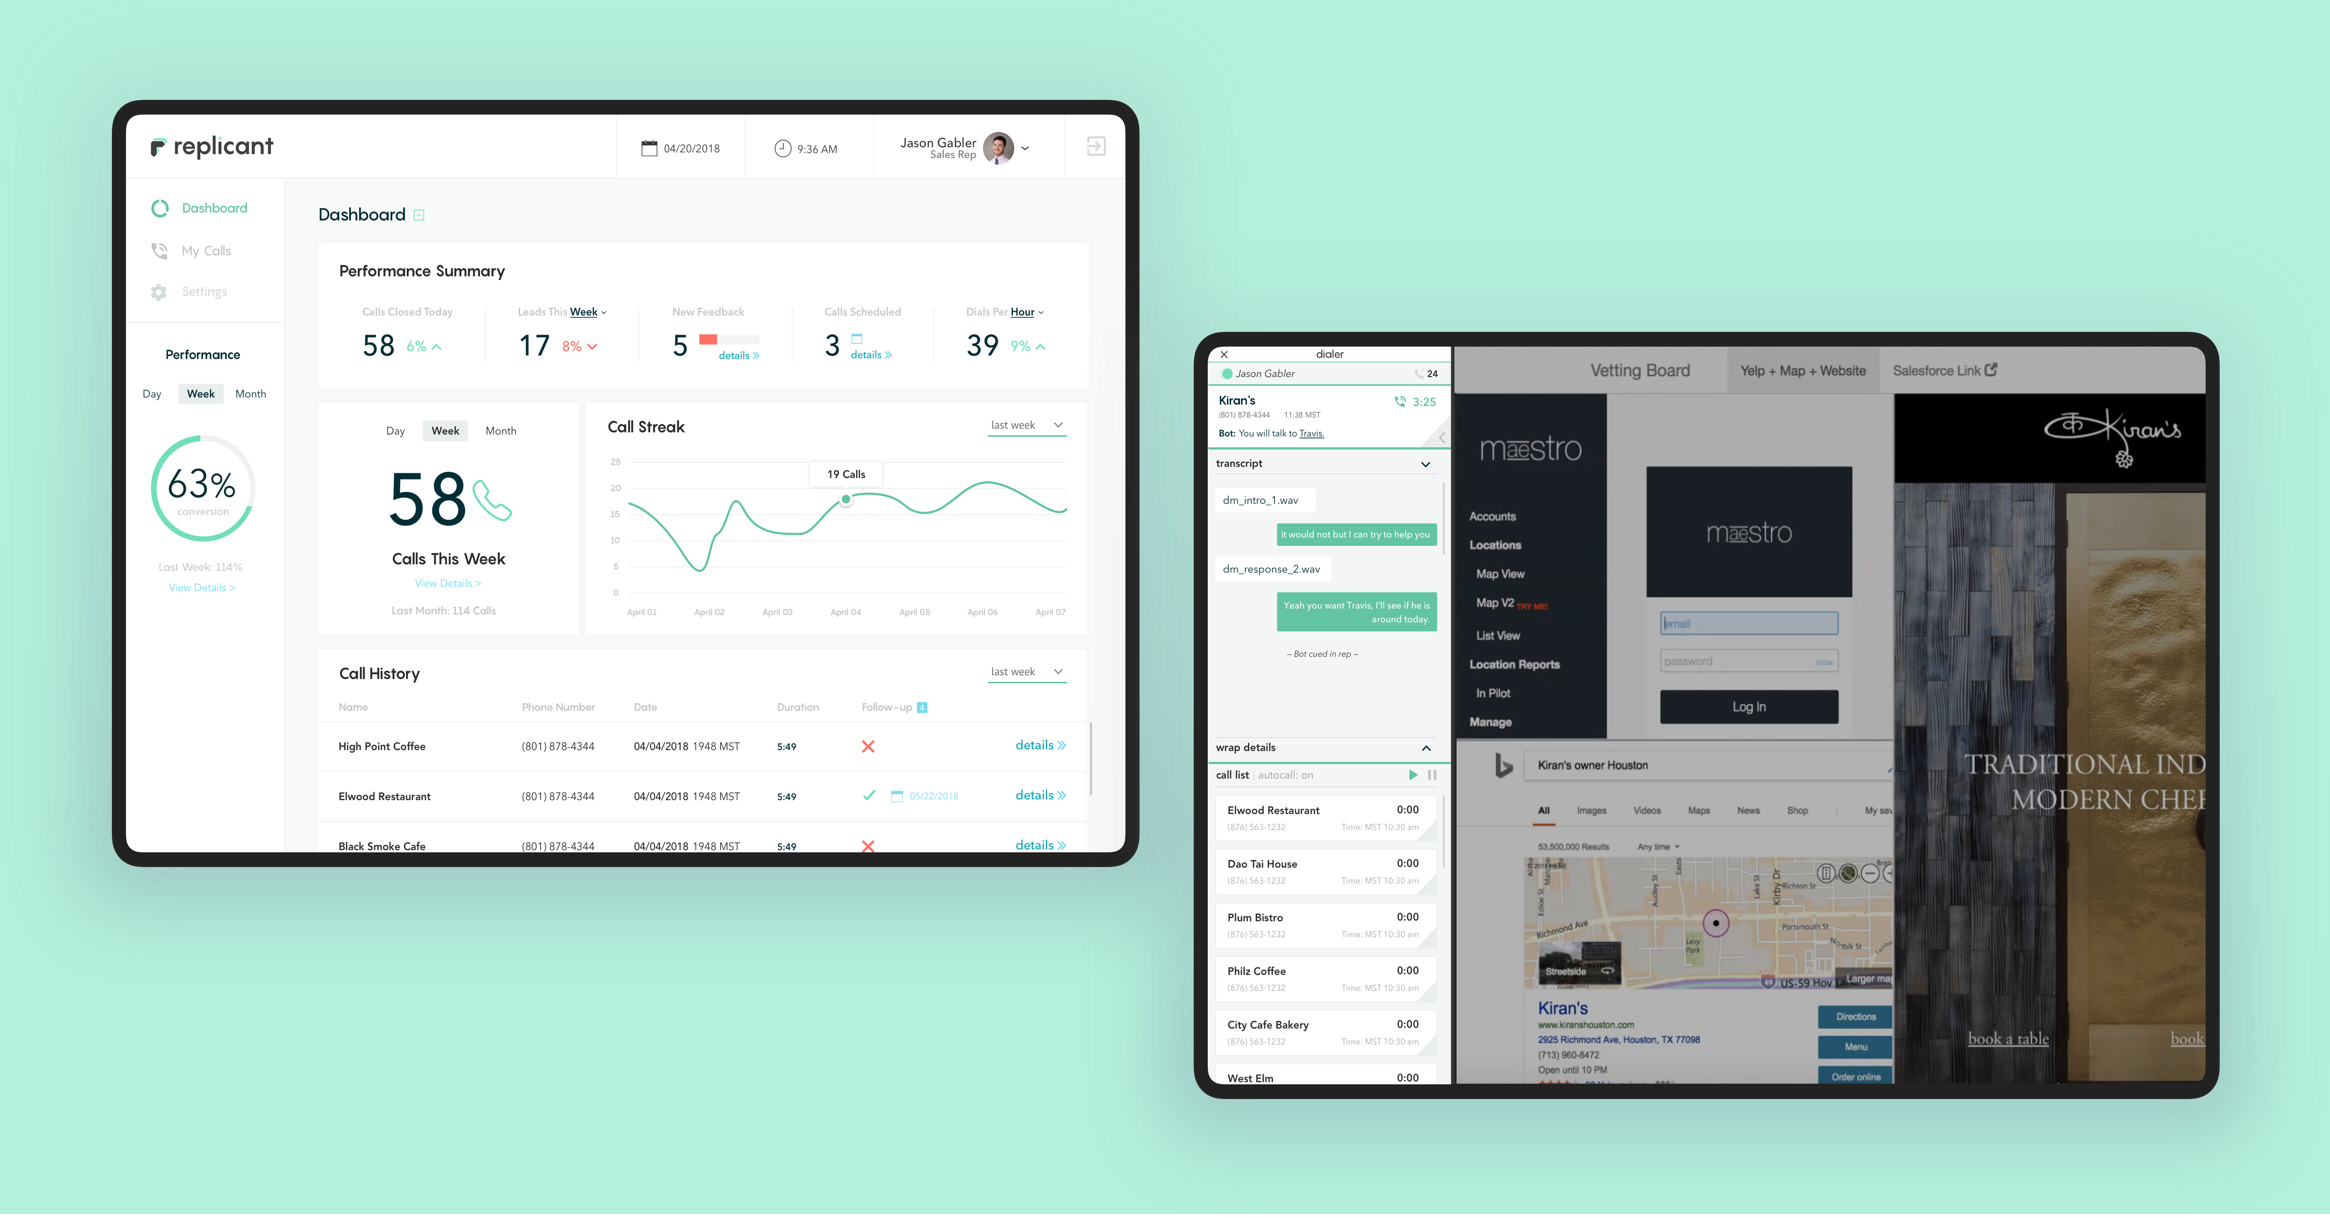 replicant
04/20/2018
9:36 AM
Jason Gabler
Sales Rep
Dashboard
My Calls
Settings
Performance
Day Week Month
63%
conversion
Last Week: 114%
View Details >
Dashboard
Performance Summary
Calls Closed Today
58 6%
Leads This Week
17 8%
New Feedback
5
details
Calls Scheduled
3
details
Dials Per Hour
39 9%
Day Week Month
58
Calls This Week
View Details >
Last Month: 114 Calls
Call Streak
last week
19 Calls
25
20
15
10
5
0
April 01 April 02 April 03 April 04 April 05 April 06 April 07
Call History
last week
Name Phone Number Date Duration Follow-up 4
High Point Coffee (801) 878-4344 04/04/2018 1948 MST 5:49 details
Elwood Restaurant (801) 878-4344 04/04/2018 1948 MST 5:49 05/22/2018 details
Black Smoke Cafe (801) 878-4344 04/04/2018 1948 MST 5:49 details
dialer
Jason Gabler 24
Kiran's 3:25
(801) 878-4344 11:38 MST
Bot: You will talk to Travis.
transcript
dm_intro_1.wav
it would not but I can try to help you
dm_response_2.wav
Yeah you want Travis, I'll see if he is
around today.
– Bot cued in rep –
wrap details
call list | autocall: on
Elwood Restaurant 0:00
(876) 563-1232 Time: MST 10:30 am
Dao Tai House 0:00
(876) 563-1232 Time: MST 10:30 am
Plum Bistro 0:00
(876) 563-1232 Time: MST 10:30 am
Philz Coffee 0:00
(876) 563-1232 Time: MST 10:30 am
City Cafe Bakery 0:00
(876) 563-1232 Time: MST 10:30 am
West Elm 0:00
Vetting Board
Yelp + Map + Website
Salesforce Link
maestro
Accounts
Locations
Map View
Map V2 TRY ME!
List View
Location Reports
In Pilot
Manage
maestro
email
password show
Log In
Kiran's owner Houston
All Images Videos Maps News Shop | My sav
53,500,000 Results Any time
Audley St
Lake St
Kirby Dr
Richton St
Richmond Ave
Portsmouth St
Norfolk St
Levy
Park
Streetside
Larger ma
US-59 Hov
Kiran's
www.kiranshouston.com
2925 Richmond Ave, Houston, TX 77098
(713) 960-8472
Open until 10 PM
Directions
Menu
Order online
Kiran's
TRADITIONAL IND
MODERN CHEF
book a table
book